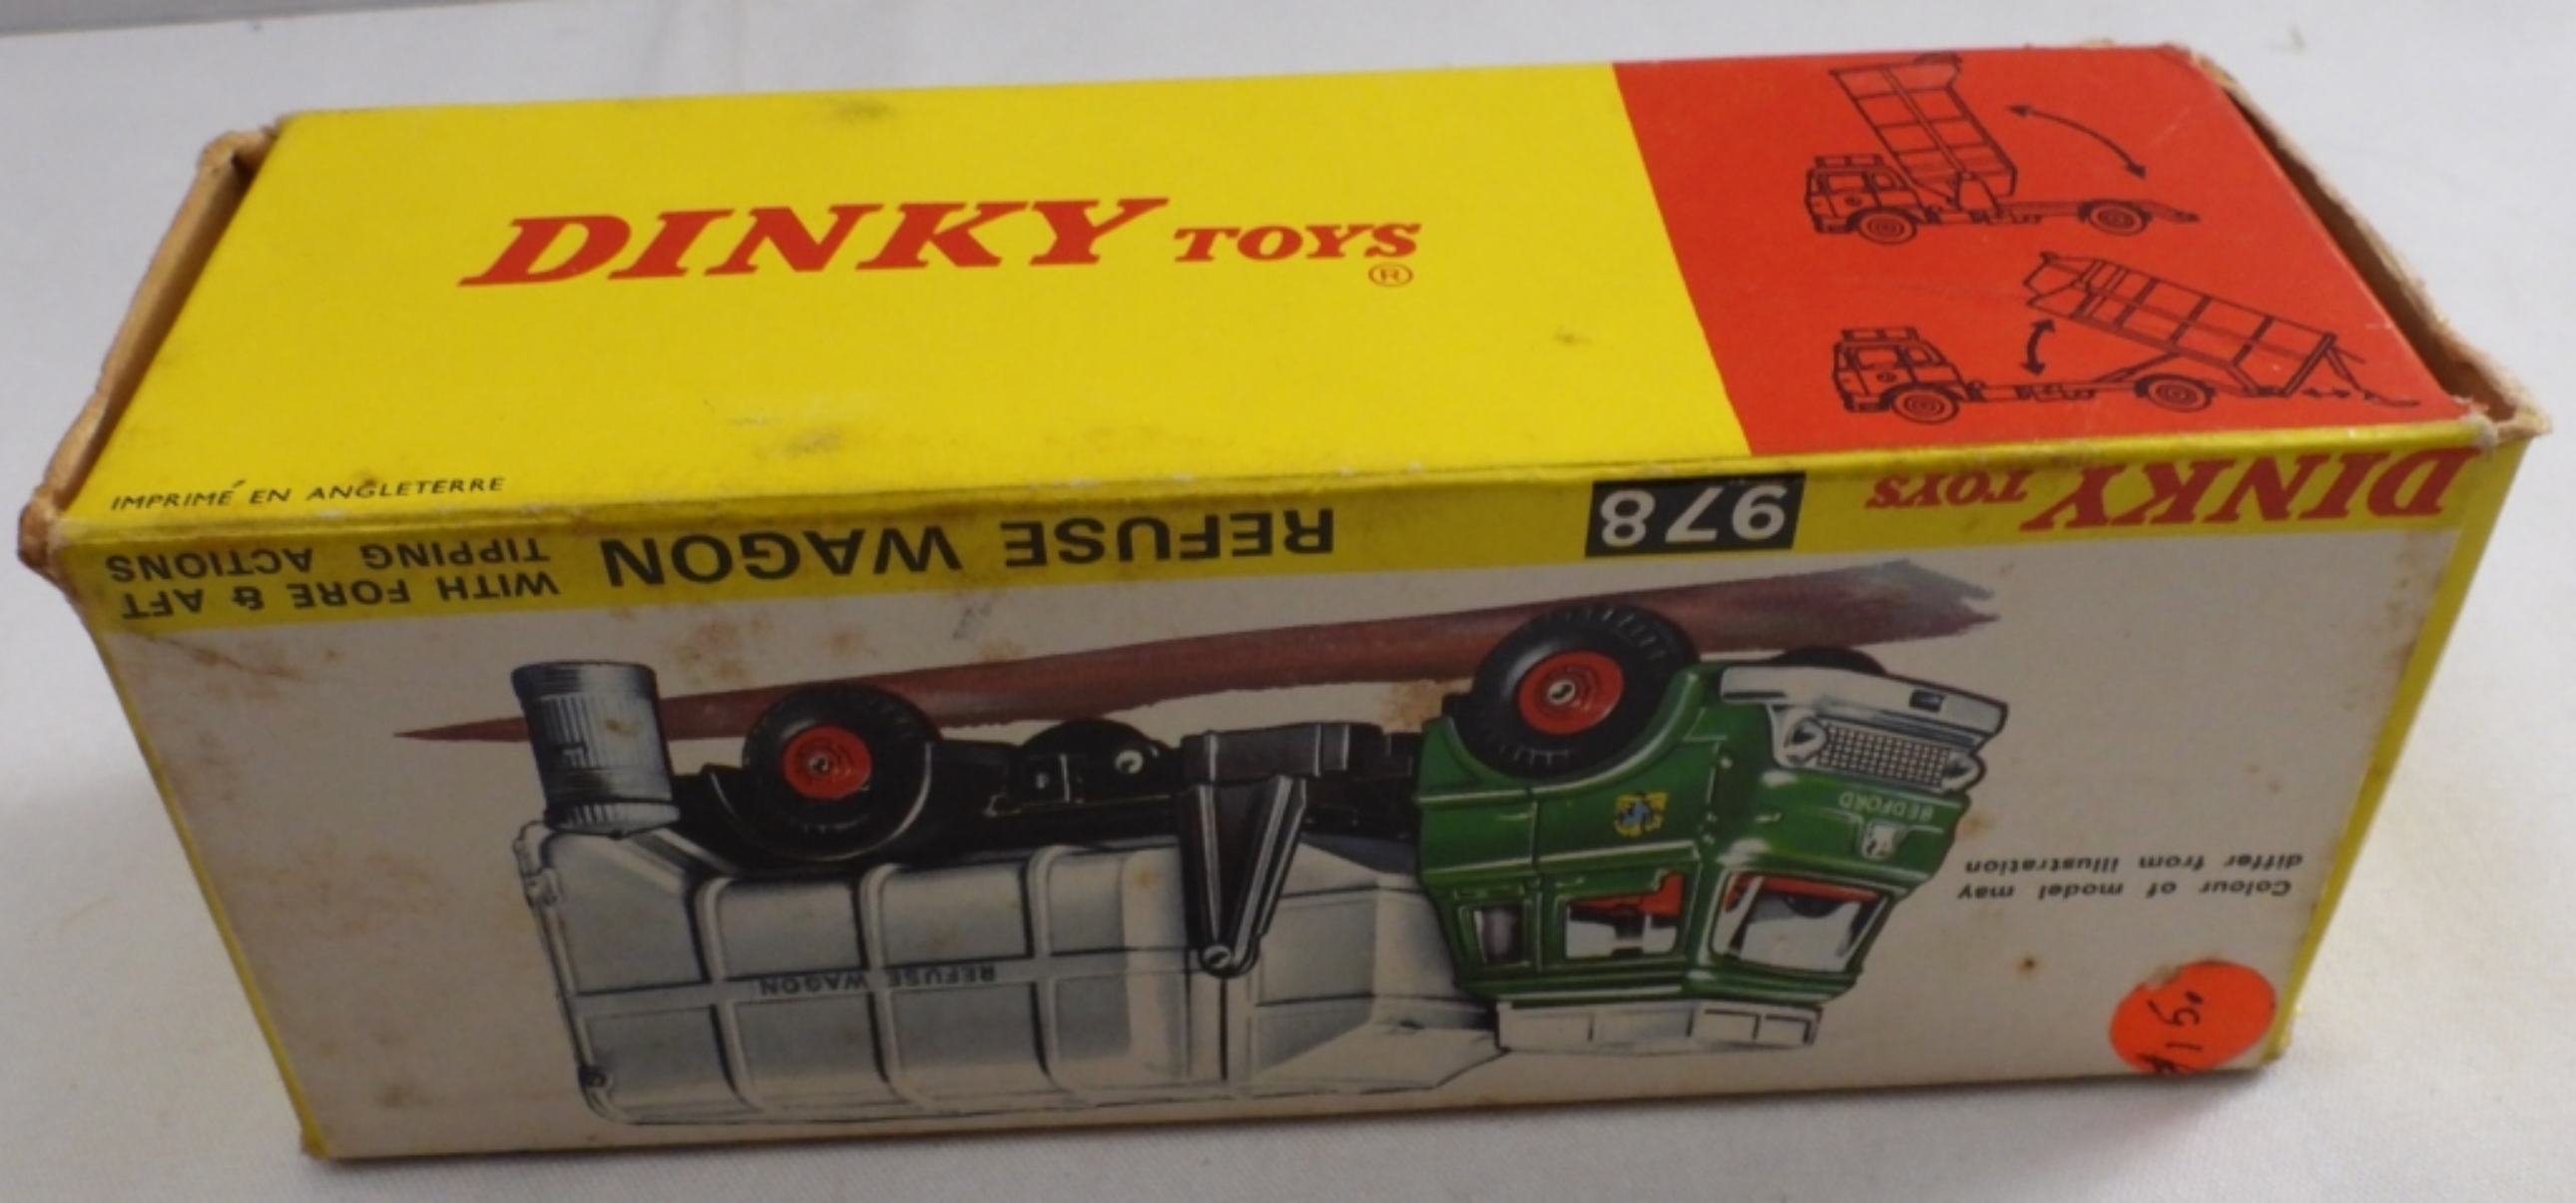 DINKY TOYS
®
IMPRIMÉ EN ANGLETERRE
DINKY TOYS 978 REFUSE WAGON WITH FORE & AFT
TIPPING ACTIONS
BEDFORD
Colour of model may
differ from illustration
REFUSE WAGON